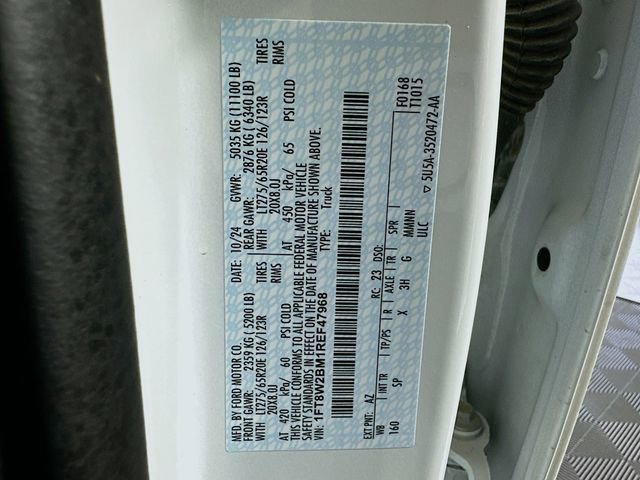 MFD. BY FORD MOTOR CO.
DATE: 10/24 GVWR: 5035 KG (11100 LB)
FRONT GAWR: 2359 KG (5200 LB) REAR GAWR: 2876 KG (6340 LB)
LT275/65R20E 126/123R TIRES LT275/65R20E 126/123R TIRES
20X8.0J RIMS 20X8.0J RIMS
AT 420 kPa/ 60 PSI COLD AT 450 kPa/ 65 PSI COLD
THIS VEHICLE CONFORMS TO ALL APPLICABLE FEDERAL MOTOR VEHICLE
SAFETY STANDARDS IN EFFECT ON THE DATE OF MANUFACTURE SHOWN ABOVE.
VIN: 1FT8W2BM1REF47968 TYPE: Truck
F0168
T1015
EXT PNT: AZ RC: 23 DSO:
WB INT TR TP/PS R AXLE TR SPR
160 SP X 3H G MMNNN
ULC
▽ 5U5A-3520472-AA